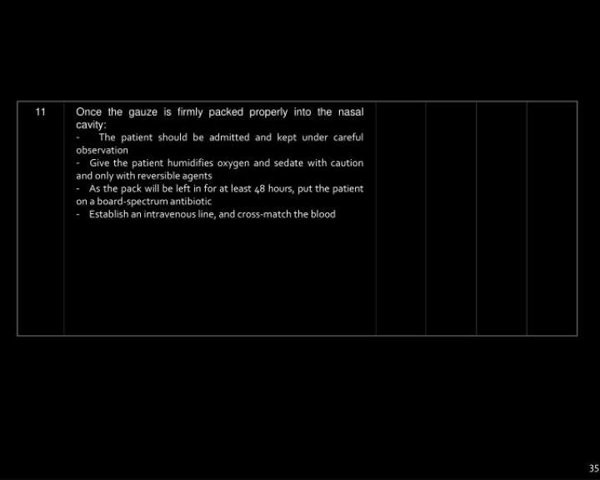 11 Once the gauze is firmly packed properly into the nasal
cavity:
- The patient should be admitted and kept under careful
observation
- Give the patient humidifies oxygen and sedate with caution
and only with reversible agents
- As the pack will be left in for at least 48 hours, put the patient
on a board-spectrum antibiotic
- Establish an intravenous line, and cross-match the blood
35